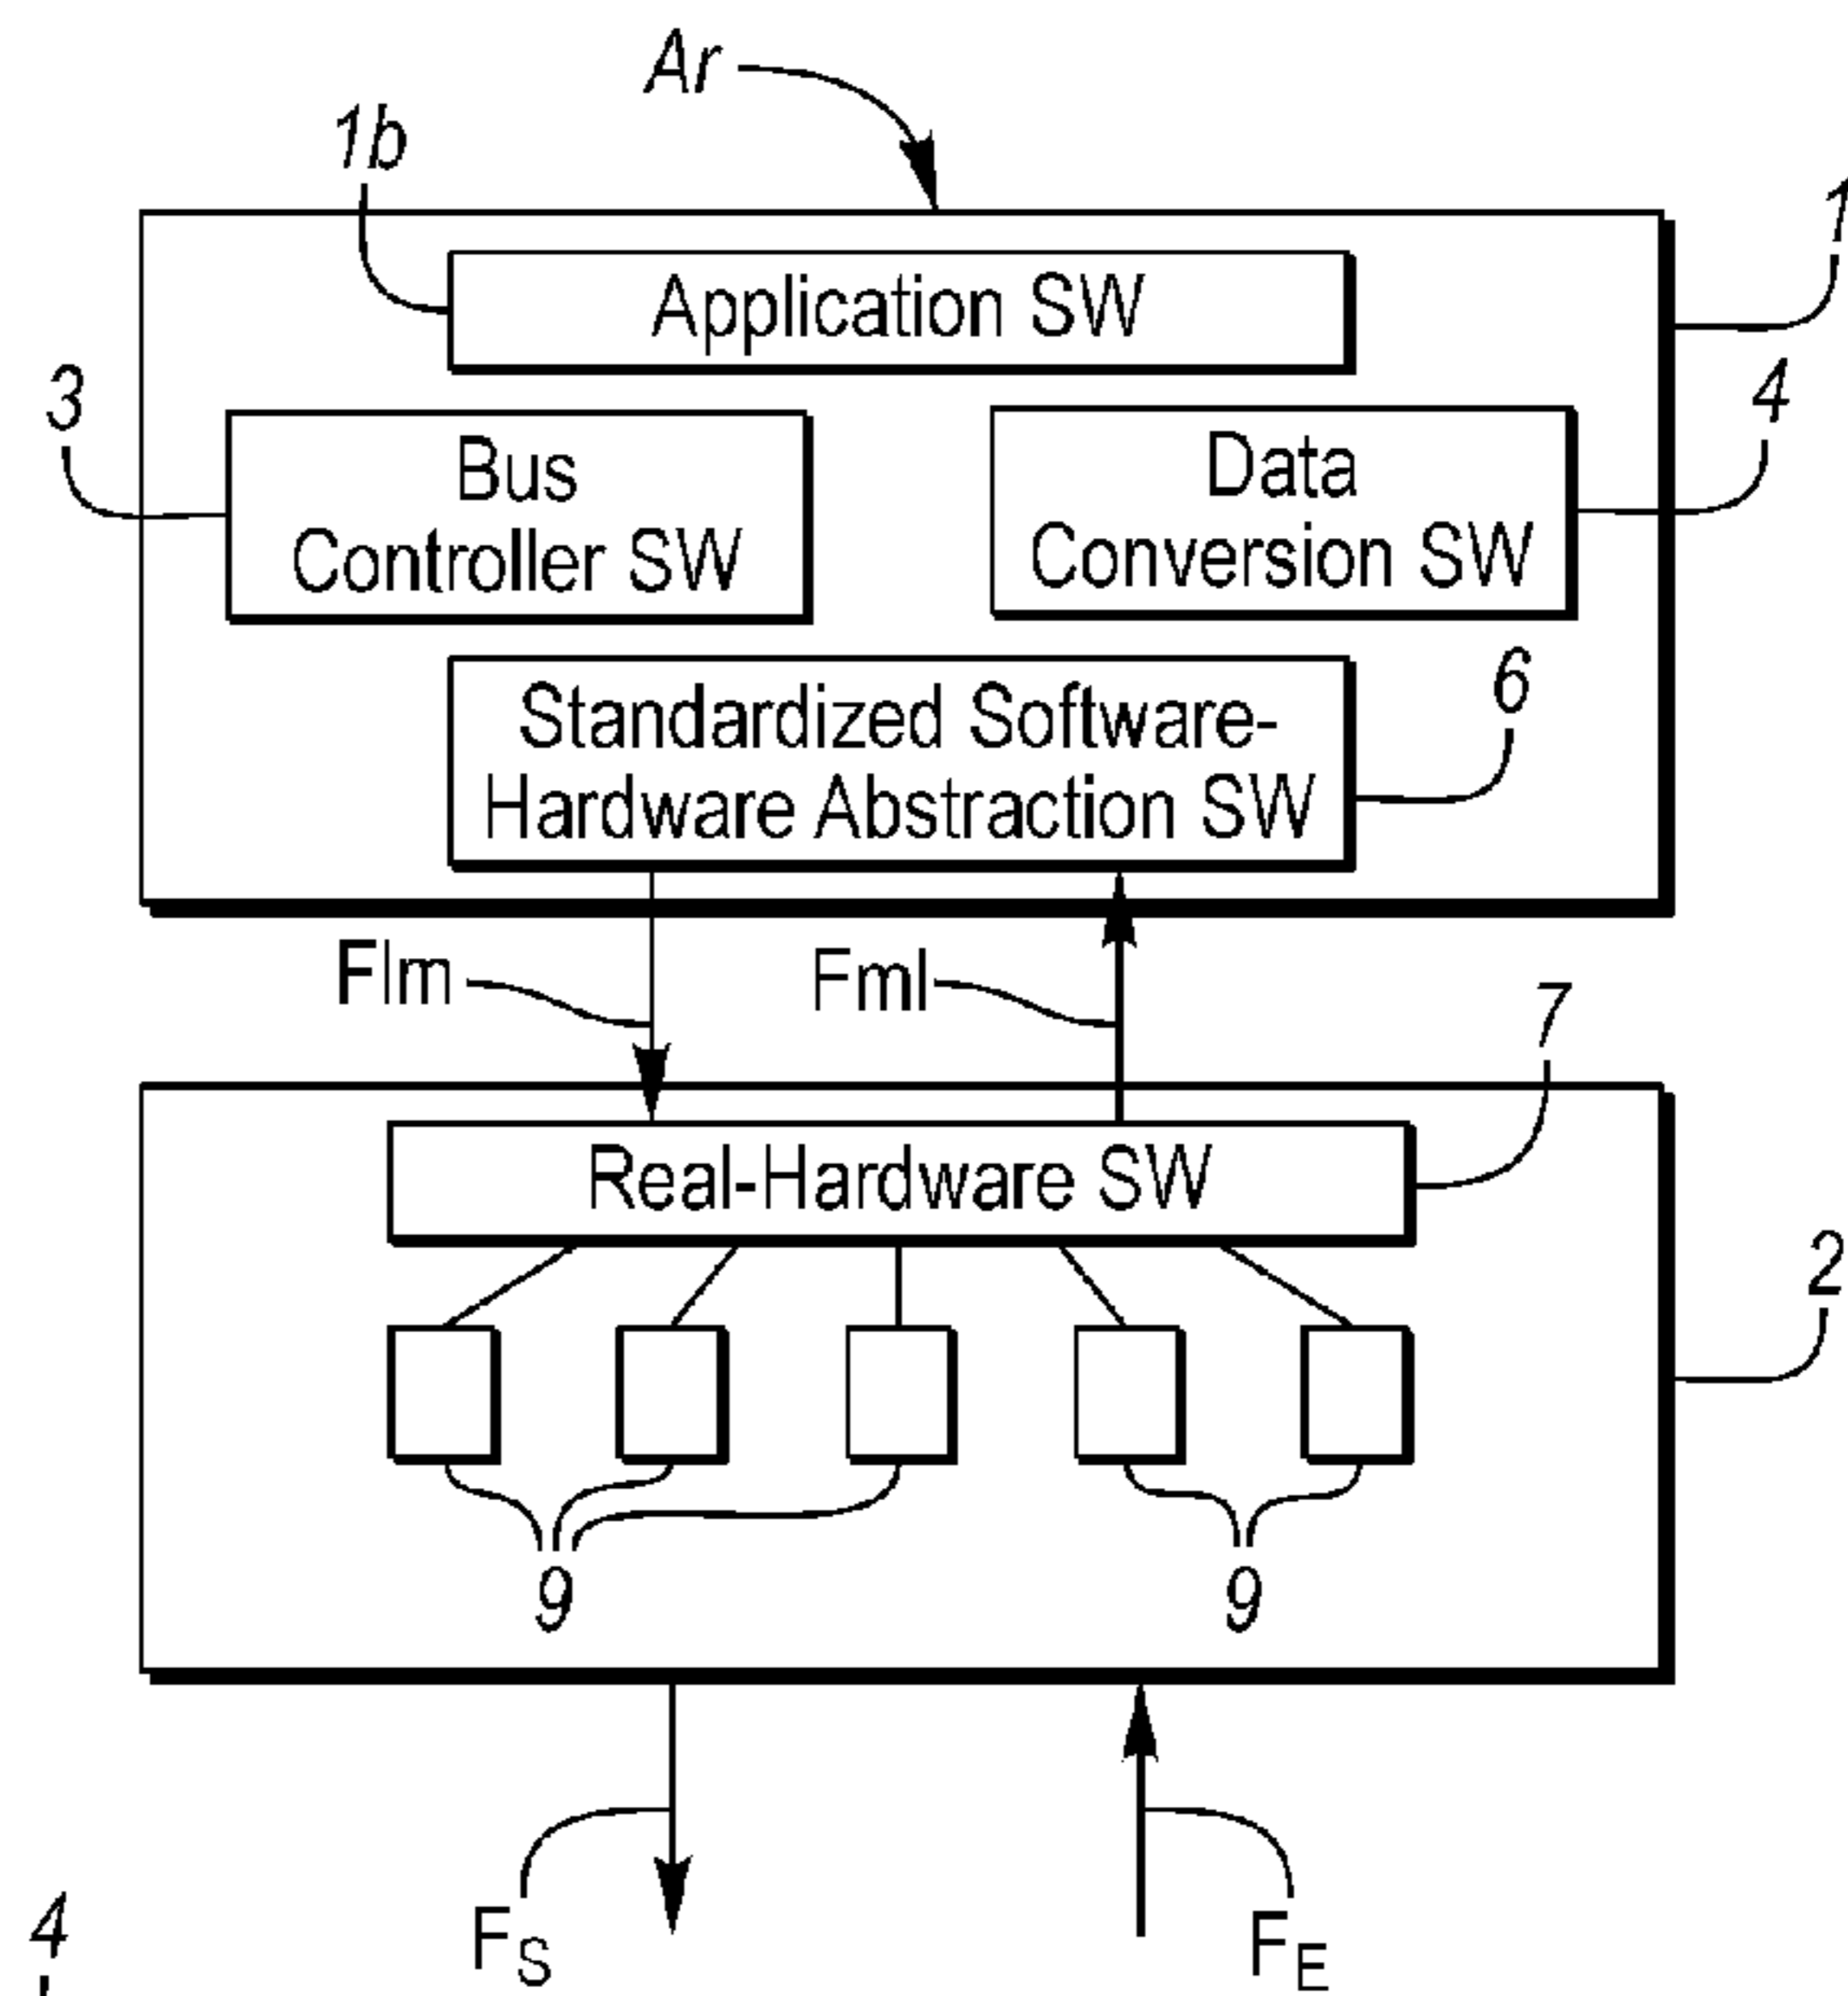 Ar
1b
1
Application SW
3
4
Bus
Controller SW
Data
Conversion SW
6
Standardized Software-
Hardware Abstraction SW
Flm
Fml
7
Real-Hardware SW
2
9
9
FS
FE
4